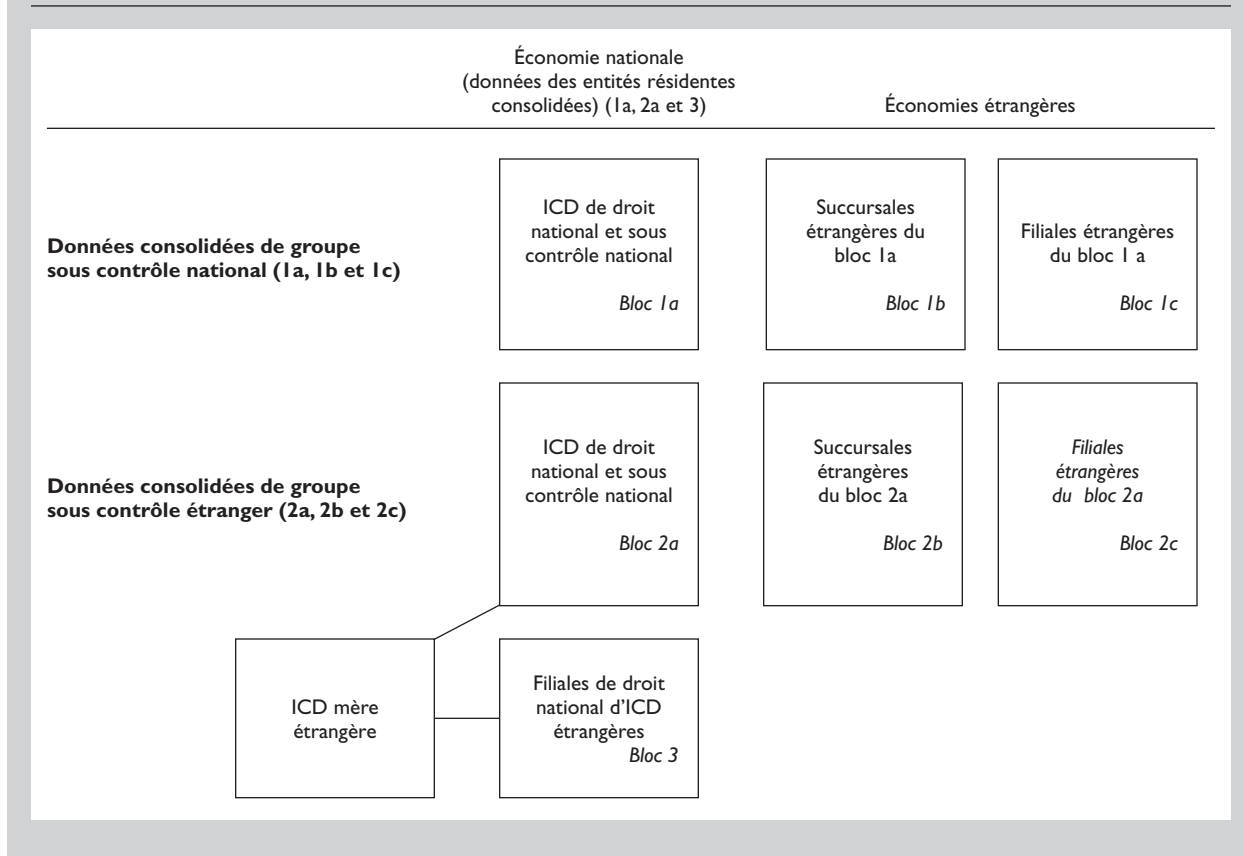 Économie nationale
(données des entités résidentes
consolidées) (1a, 2a et 3)
Économies étrangères
Données consolidées de groupe
sous contrôle national (1a, 1b et 1c)
ICD de droit
national et sous
contrôle national
Bloc 1a
Succursales
étrangères du
bloc 1a
Bloc 1b
Filiales étrangères
du bloc 1 a
Bloc 1c
Données consolidées de groupe
sous contrôle étranger (2a, 2b et 2c)
ICD de droit
national et sous
contrôle national
Bloc 2a
Succursales
étrangères
du bloc 2a
Bloc 2b
Filiales
étrangères
du bloc 2a
Bloc 2c
ICD mère
étrangère
Filiales de droit
national d'ICD
étrangères
Bloc 3